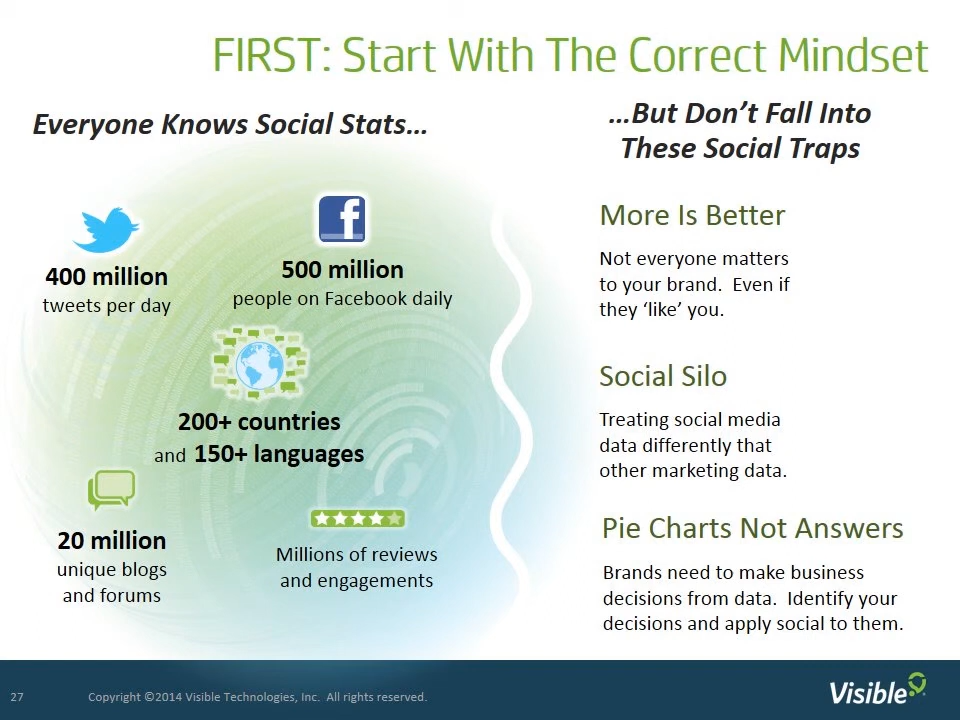 FIRST: Start With The Correct Mindset
Everyone Knows Social Stats…
400 million
tweets per day
500 million
people on Facebook daily
200+ countries
and 150+ languages
20 million
unique blogs
and forums
Millions of reviews
and engagements
…But Don’t Fall Into
These Social Traps
More Is Better
Not everyone matters
to your brand.  Even if
they ‘like’ you.
Social Silo
Treating social media
data differently that
other marketing data.
Pie Charts Not Answers
Brands need to make business
decisions from data.  Identify your
decisions and apply social to them.
27
Copyright ©2014 Visible Technologies, Inc.  All rights reserved.
Visible